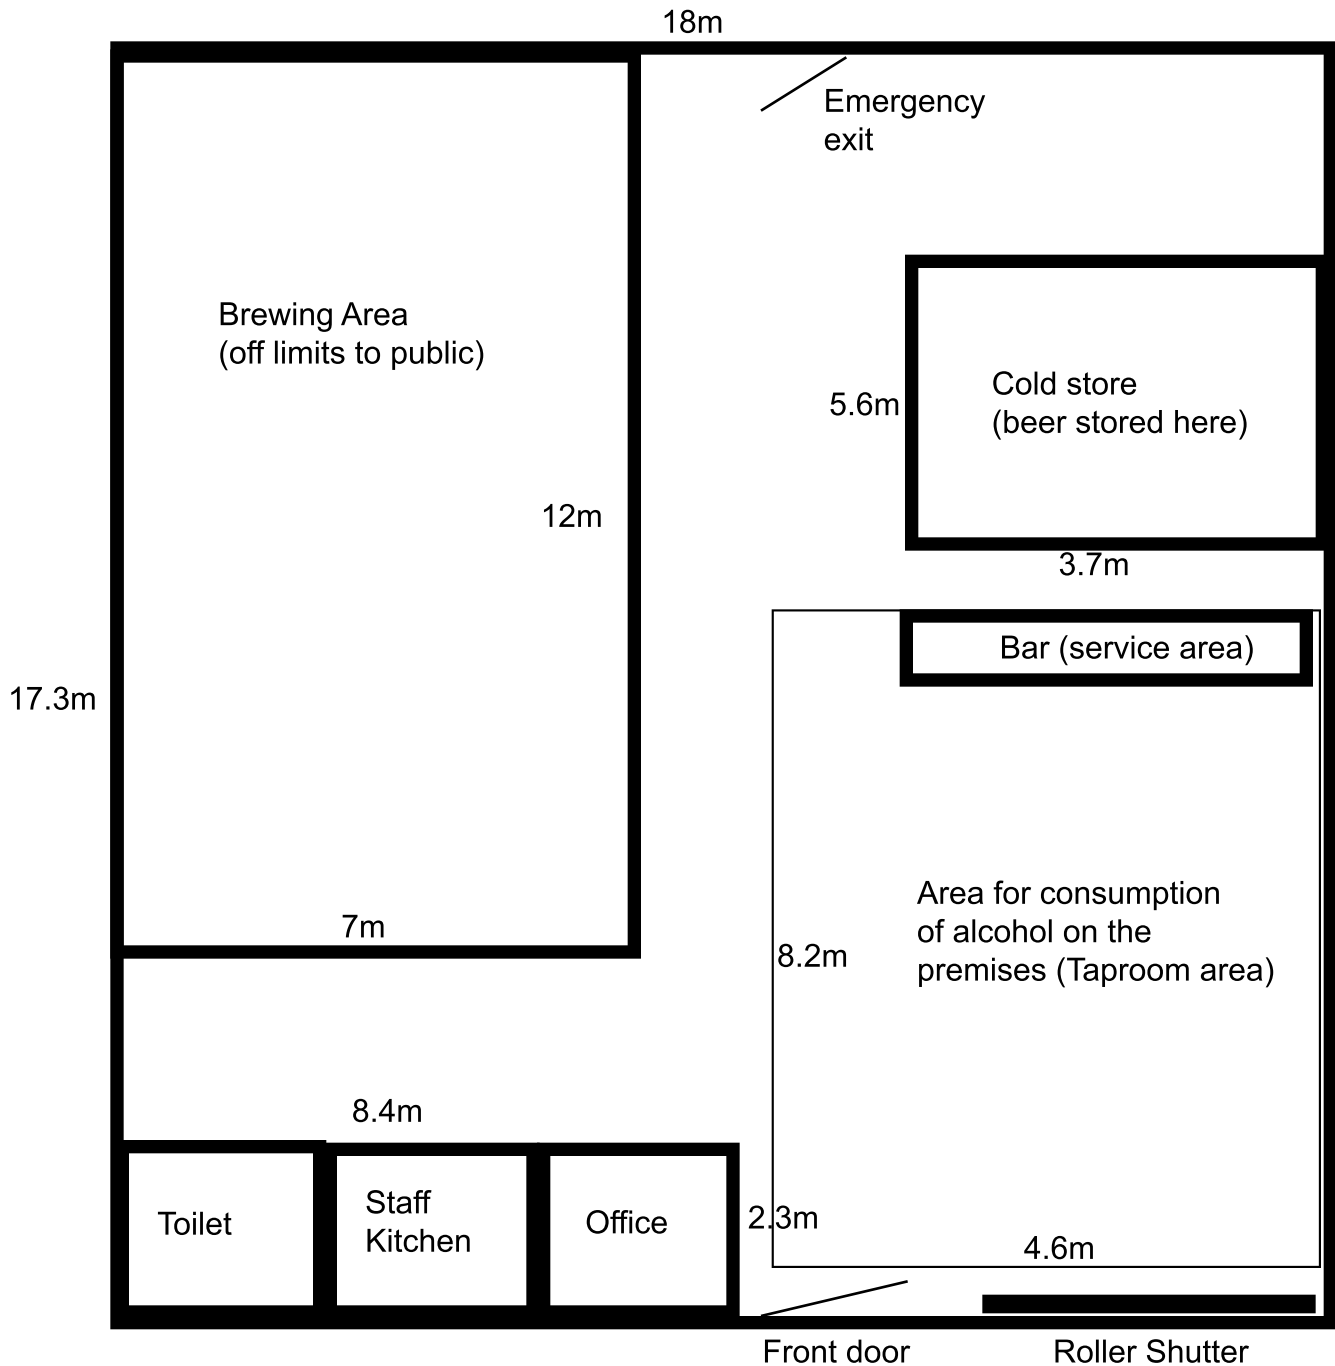 18m
Emergency
exit
Brewing Area
(off limits to public)
Cold store
(beer stored here)
5.6m
12m
3.7m
Bar (service area)
17.3m
Area for consumption
of alcohol on the
premises (Taproom area)
7m
8.2m
8.4m
Toilet
Staff
Kitchen
Office
2.3m
4.6m
Front door
Roller Shutter